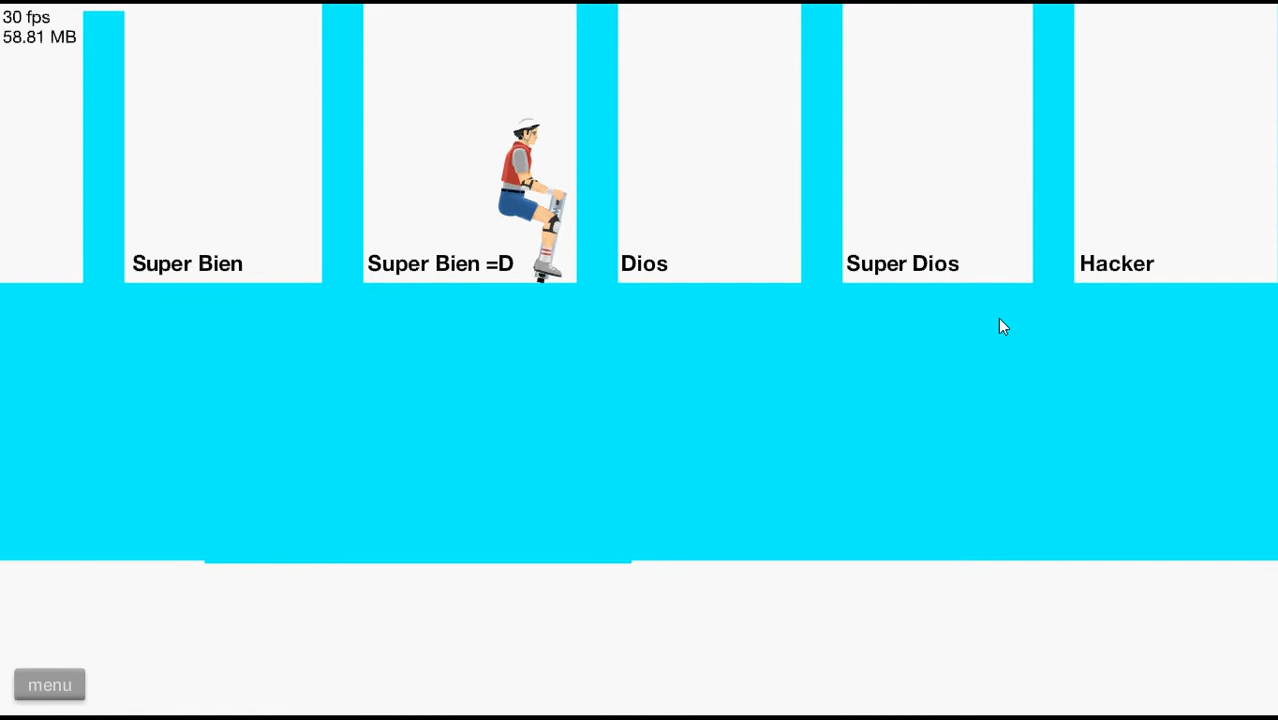 30 fps
58.81 MB
Super Bien
Super Bien =D
Dios
Super Dios
Hacker
menu